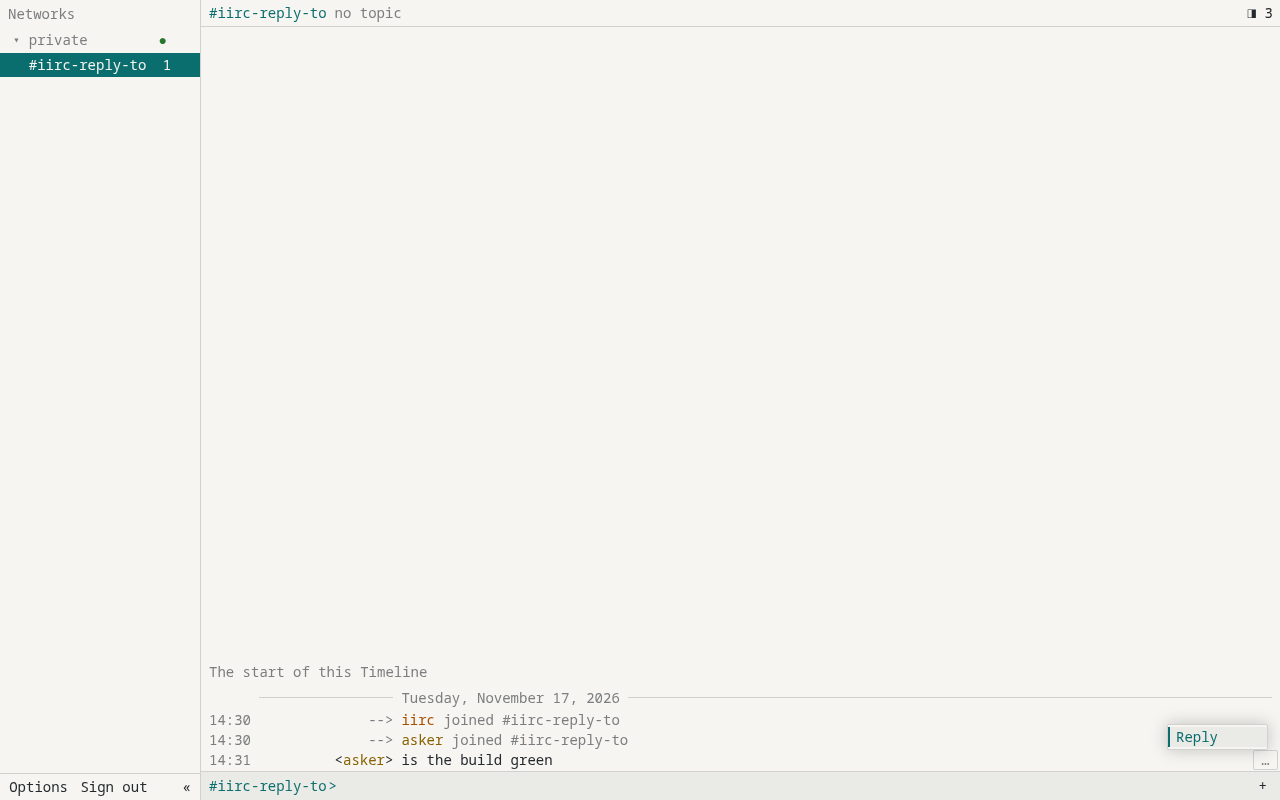 Networks
▾ private ●
#iirc-reply-to 1
#iirc-reply-to no topic ◨ 3
The start of this Timeline
Tuesday, November 17, 2026
14:30 --> iirc joined #iirc-reply-to
14:30 --> asker joined #iirc-reply-to
14:31 <asker> is the build green
Reply
…
#iirc-reply-to> +
Options Sign out «